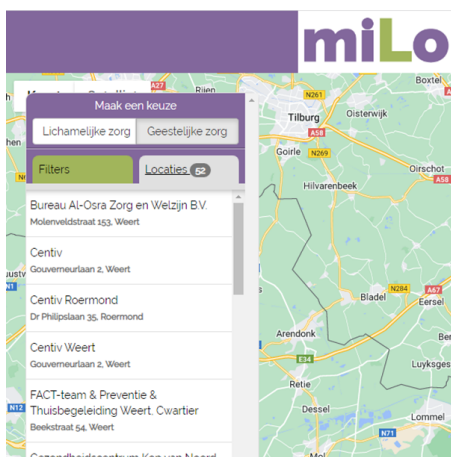 miLo
Maak een keuze
Lichamelijke zorg
Geestelijke zorg
Filters
Locaties 52
Bureau Al-Osra Zorg en Welzijn B.V.
Molenveldstraat 153, Weert
Centiv
Gouverneurlaan 2, Weert
Centiv Roermond
Dr Philipslaan 35, Roermond
Centiv Weert
Gouverneurlaan 2, Weert
FACT-team & Preventie &
Thuisbegeleiding Weert, Cwartier
Beekstraat 54, Weert
A27
Rijen
N261
Boxtel
Tilburg
Oisterwijk
A58
Goirle
N269
Oirschot
A58
Hilvarenbeek
N284
A67
Bladel
Eersel
Arendonk
E34
Luyksges
Retie
Dessel
Lommel
N12
N71
Mol